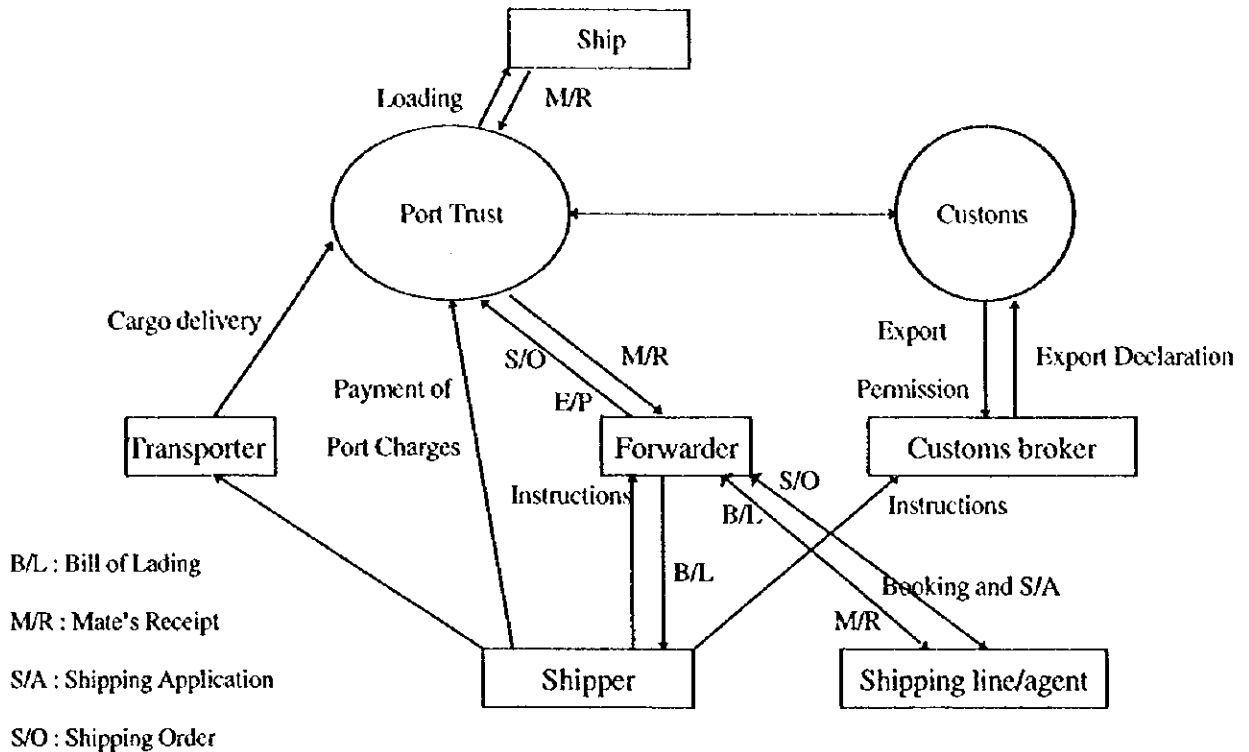 Ship
Loading
M/R
Port Trust
Customs
Cargo delivery
S/O
M/R
Export
Export Declaration
Payment of
E/P
Permission
Transporter
Port Charges
Forwarder
Customs broker
Instructions
S/O
B/L
Instructions
B/L : Bill of Lading
B/L
Booking and S/A
M/R : Mate's Receipt
M/R
S/A : Shipping Application
Shipper
Shipping line/agent
S/O : Shipping Order